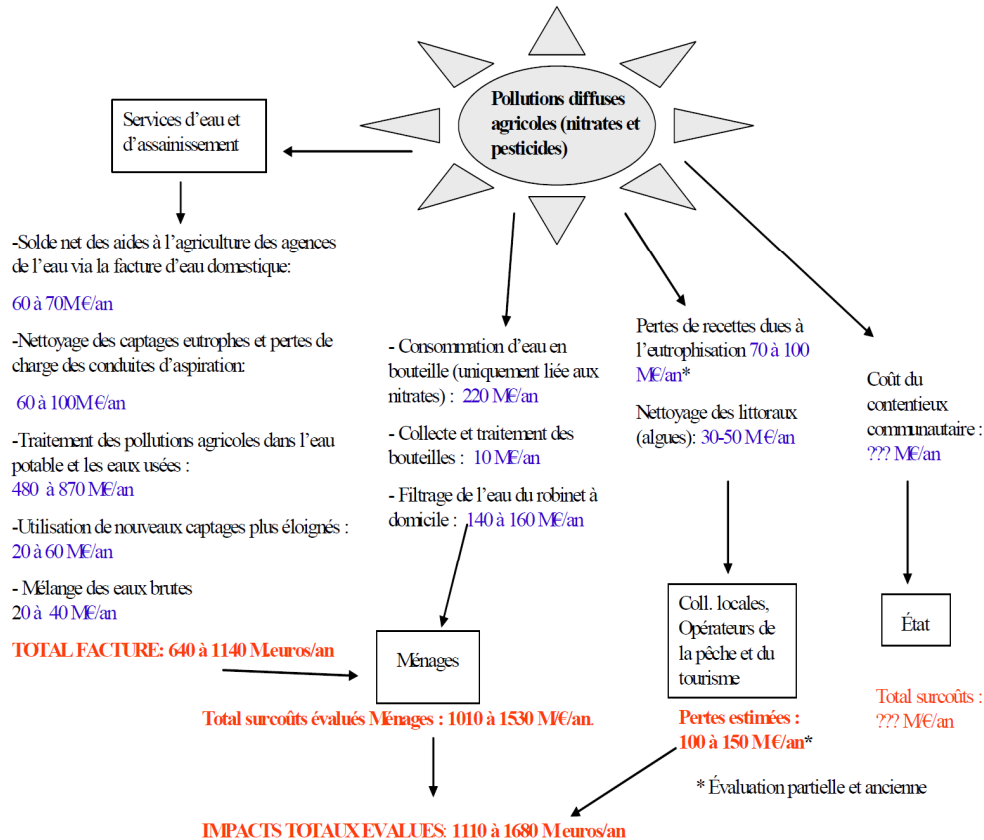 Pollutions diffuses
agricoles (nitrates et
pesticides)
Services d'eau et
d'assainissement
-Solde net des aides à l'agriculture des agences
de l'eau via la facture d'eau domestique:
60 à 70M€/an
-Nettoyage des captages eutrophes et pertes de
charge des conduites d'aspiration:
60 à 100M€/an
-Traitement des pollutions agricoles dans l'eau
potable et les eaux usées :
480 à 870 M€/an
-Utilisation de nouveaux captages plus éloignés :
20 à 60 M€/an
- Mélange des eaux brutes
20 à 40 M€/an
TOTAL FACTURE: 640 à 1140 M.euros/an
- Consommation d'eau en
bouteille (uniquement liée aux
nitrates) : 220 M€/an
- Collecte et traitement des
bouteilles : 10 M€/an
- Filtrage de l'eau du robinet à
domicile : 140 à 160 M€/an
Ménages
Total surcoûts évalués Ménages : 1010 à 1530 M/€/an.
Pertes de recettes dues à
l'eutrophisation 70 à 100
M€/an*
Nettoyage des littoraux
(algues): 30-50 M€/an
Coll. locales,
Opérateurs de
la pêche et du
tourisme
Pertes estimées :
100 à 150 M€/an*
Coût du
contentieux
communautaire :
??? M€/an
État
Total surcoûts :
??? M€/an
* Évaluation partielle et ancienne
IMPACTS TOTAUX EVALUES: 1110 à 1680 M euros/an